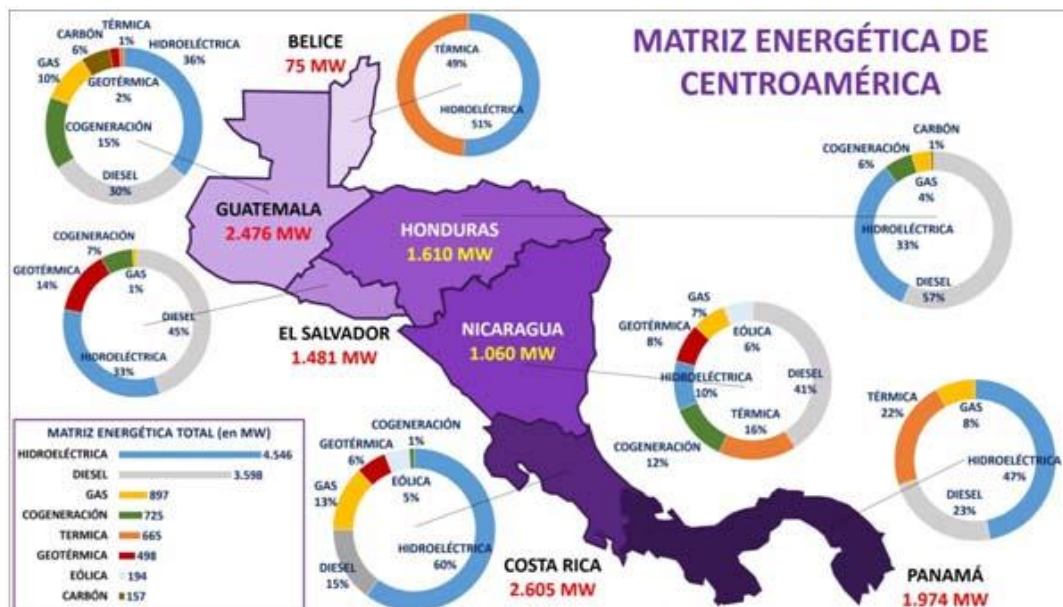 MATRIZ ENERGÉTICA DE
CENTROAMÉRICA
TÉRMICA
1%
CARBÓN
6%
HIDROELÉCTRICA
36%
GAS
10%
GEOTÉRMICA
2%
COGENERACIÓN
15%
DIESEL
30%
BELICE
75 MW
TÉRMICA
49%
HIDROELÉCTRICA
51%
GUATEMALA
2.476 MW
HONDURAS
1.610 MW
CARBÓN
1%
COGENERACIÓN
6%
GAS
4%
HIDROELÉCTRICA
33%
DIESEL
57%
COGENERACIÓN
7%
GEOTÉRMICA
14%
GAS
1%
DIESEL
45%
HIDROELÉCTRICA
33%
EL SALVADOR
1.481 MW
NICARAGUA
1.060 MW
GAS
7%
EÓLICA
6%
GEOTÉRMICA
8%
DIESEL
41%
HIDROELÉCTRICA
10%
TÉRMICA
16%
COGENERACIÓN
12%
TÉRMICA
22%
GAS
8%
HIDROELÉCTRICA
47%
DIESEL
23%
MATRIZ ENERGÉTICA TOTAL (en MW)
HIDROELÉCTRICA 4.546
DIESEL 3.598
GAS 897
COGENERACIÓN 725
TERMICA 665
GEOTÉRMICA 498
EÓLICA 194
CARBÓN 157
COGENERACIÓN
1%
GEOTÉRMICA
6%
EÓLICA
5%
GAS
13%
HIDROELÉCTRICA
60%
DIESEL
15%
COSTA RICA
2.605 MW
PANAMÁ
1.974 MW